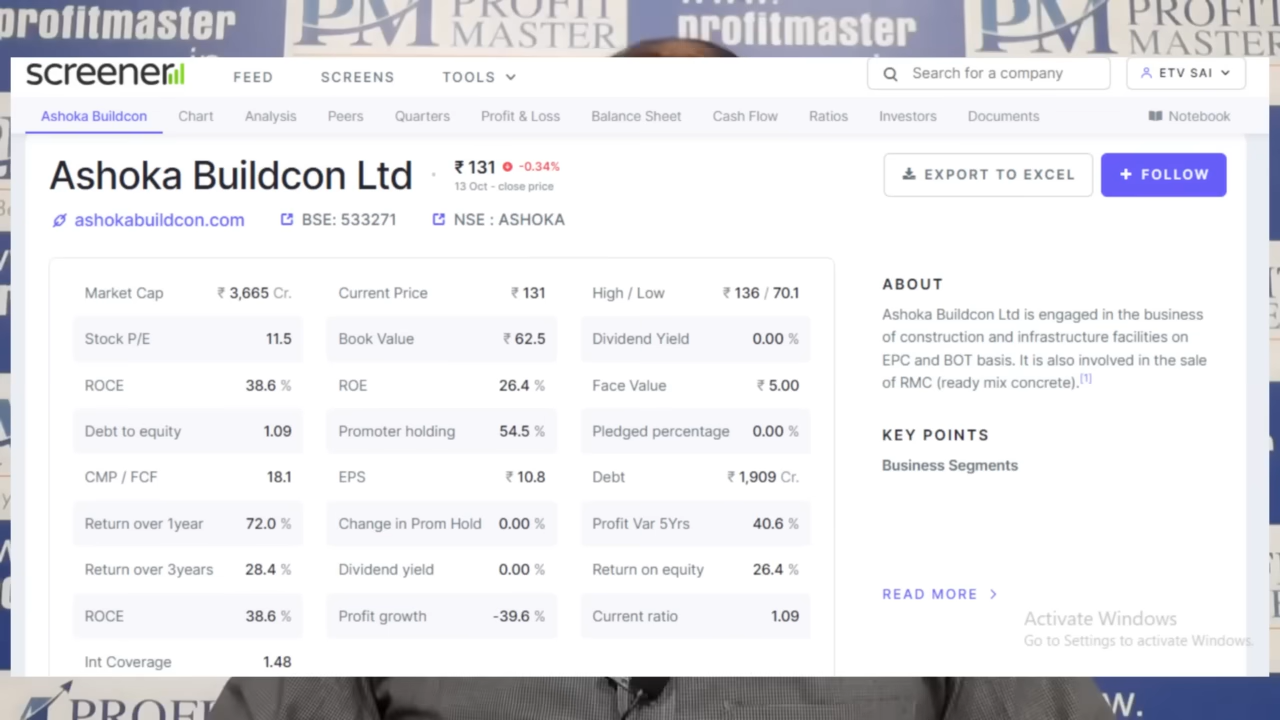 profitmaster
PM PROFIT
MASTER
profitmaster
PM PROFIT
MASTER
screener
FEED
SCREENS
TOOLS
Search for a company
ETV SAI
Ashoka Buildcon
Chart
Analysis
Peers
Quarters
Profit & Loss
Balance Sheet
Cash Flow
Ratios
Investors
Documents
Notebook
Ashoka Buildcon Ltd
₹ 131 -0.34%
13 Oct - close price
EXPORT TO EXCEL
+ FOLLOW
ashokabuildcon.com
BSE: 533271
NSE : ASHOKA
Market Cap ₹ 3,665 Cr.
Current Price ₹ 131
High / Low ₹ 136 / 70.1
Stock P/E 11.5
Book Value ₹ 62.5
Dividend Yield 0.00 %
ROCE 38.6 %
ROE 26.4 %
Face Value ₹ 5.00
Debt to equity 1.09
Promoter holding 54.5 %
Pledged percentage 0.00 %
CMP / FCF 18.1
EPS ₹ 10.8
Debt ₹ 1,909 Cr.
Return over 1year 72.0 %
Change in Prom Hold 0.00 %
Profit Var 5Yrs 40.6 %
Return over 3years 28.4 %
Dividend yield 0.00 %
Return on equity 26.4 %
ROCE 38.6 %
Profit growth -39.6 %
Current ratio 1.09
Int Coverage 1.48
ABOUT
Ashoka Buildcon Ltd is engaged in the business
of construction and infrastructure facilities on
EPC and BOT basis. It is also involved in the sale
of RMC (ready mix concrete).[1]
KEY POINTS
Business Segments
READ MORE
Activate Windows
Go to Settings to activate Windows.